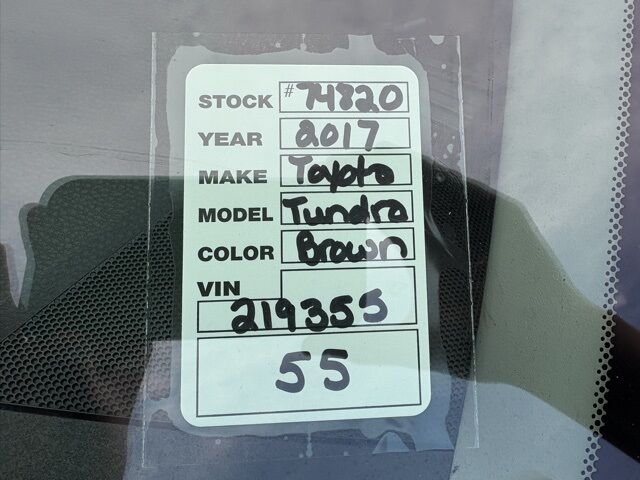 STOCK #74820
YEAR 2017
MAKE Toyota
MODEL Tundra
COLOR Brown
VIN
219355
55